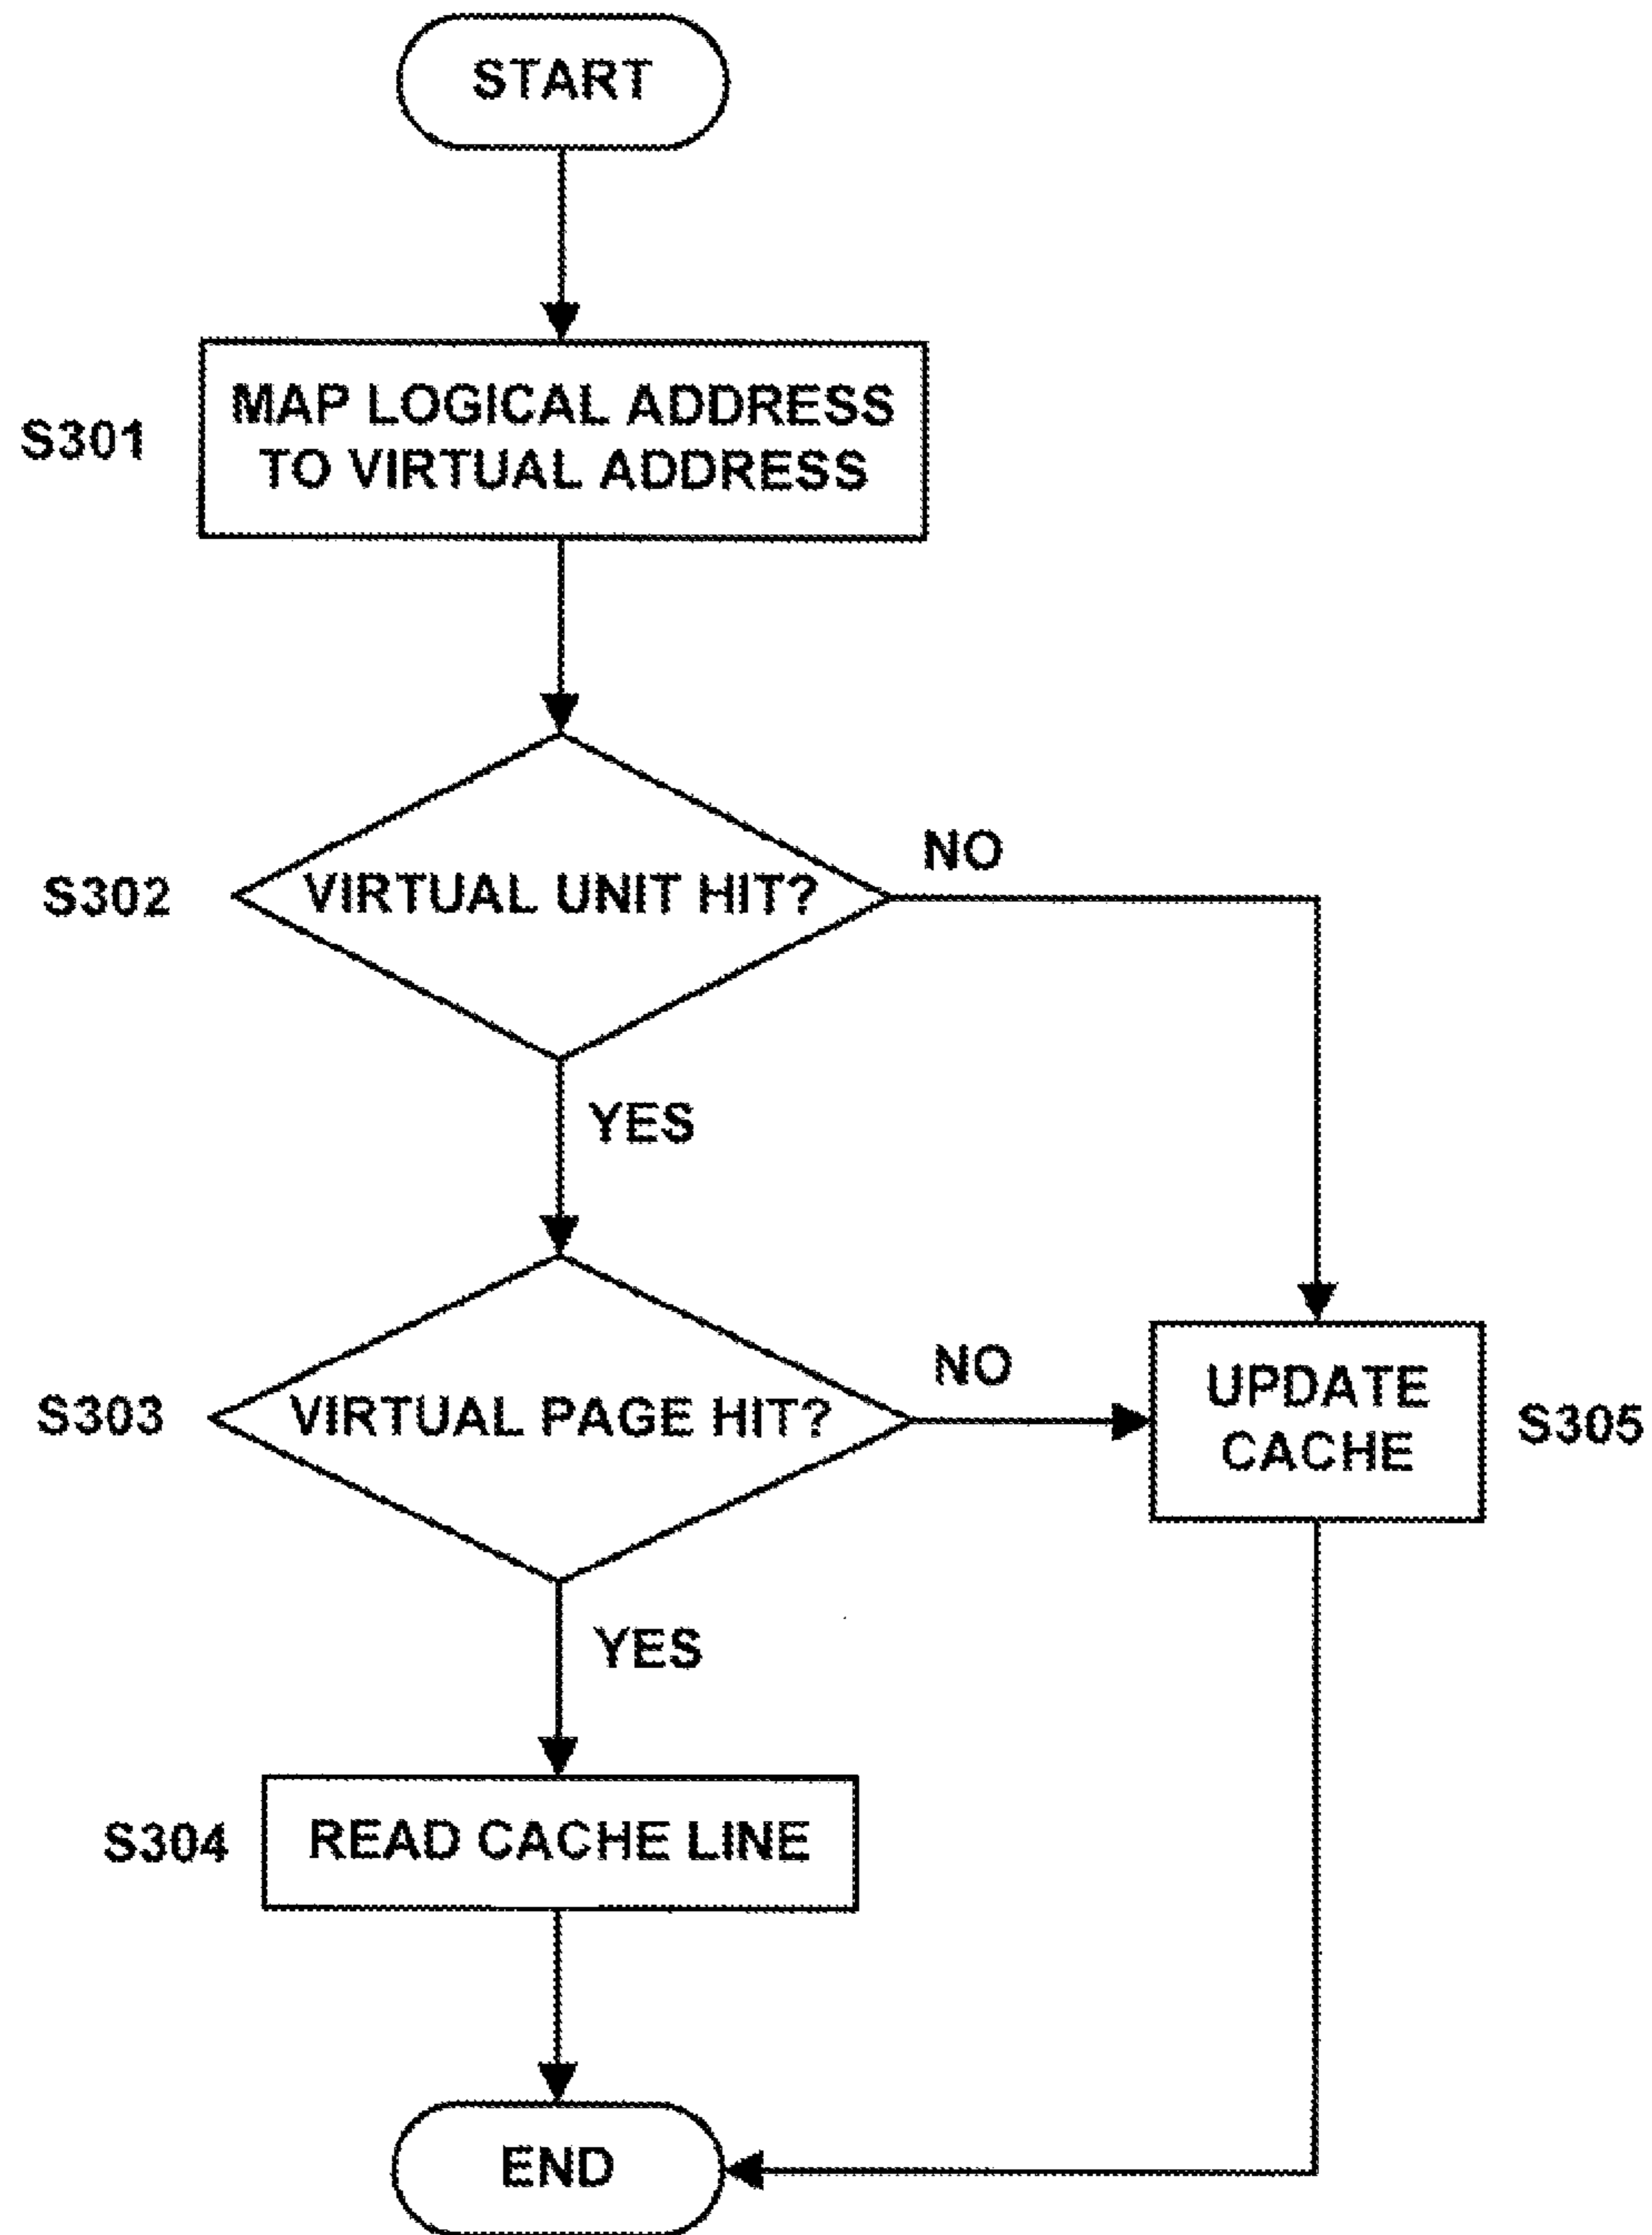 START
S301
MAP LOGICAL ADDRESS
TO VIRTUAL ADDRESS
S302
VIRTUAL UNIT HIT?
NO
YES
S303
VIRTUAL PAGE HIT?
NO
UPDATE
CACHE
S305
YES
S304
READ CACHE LINE
END